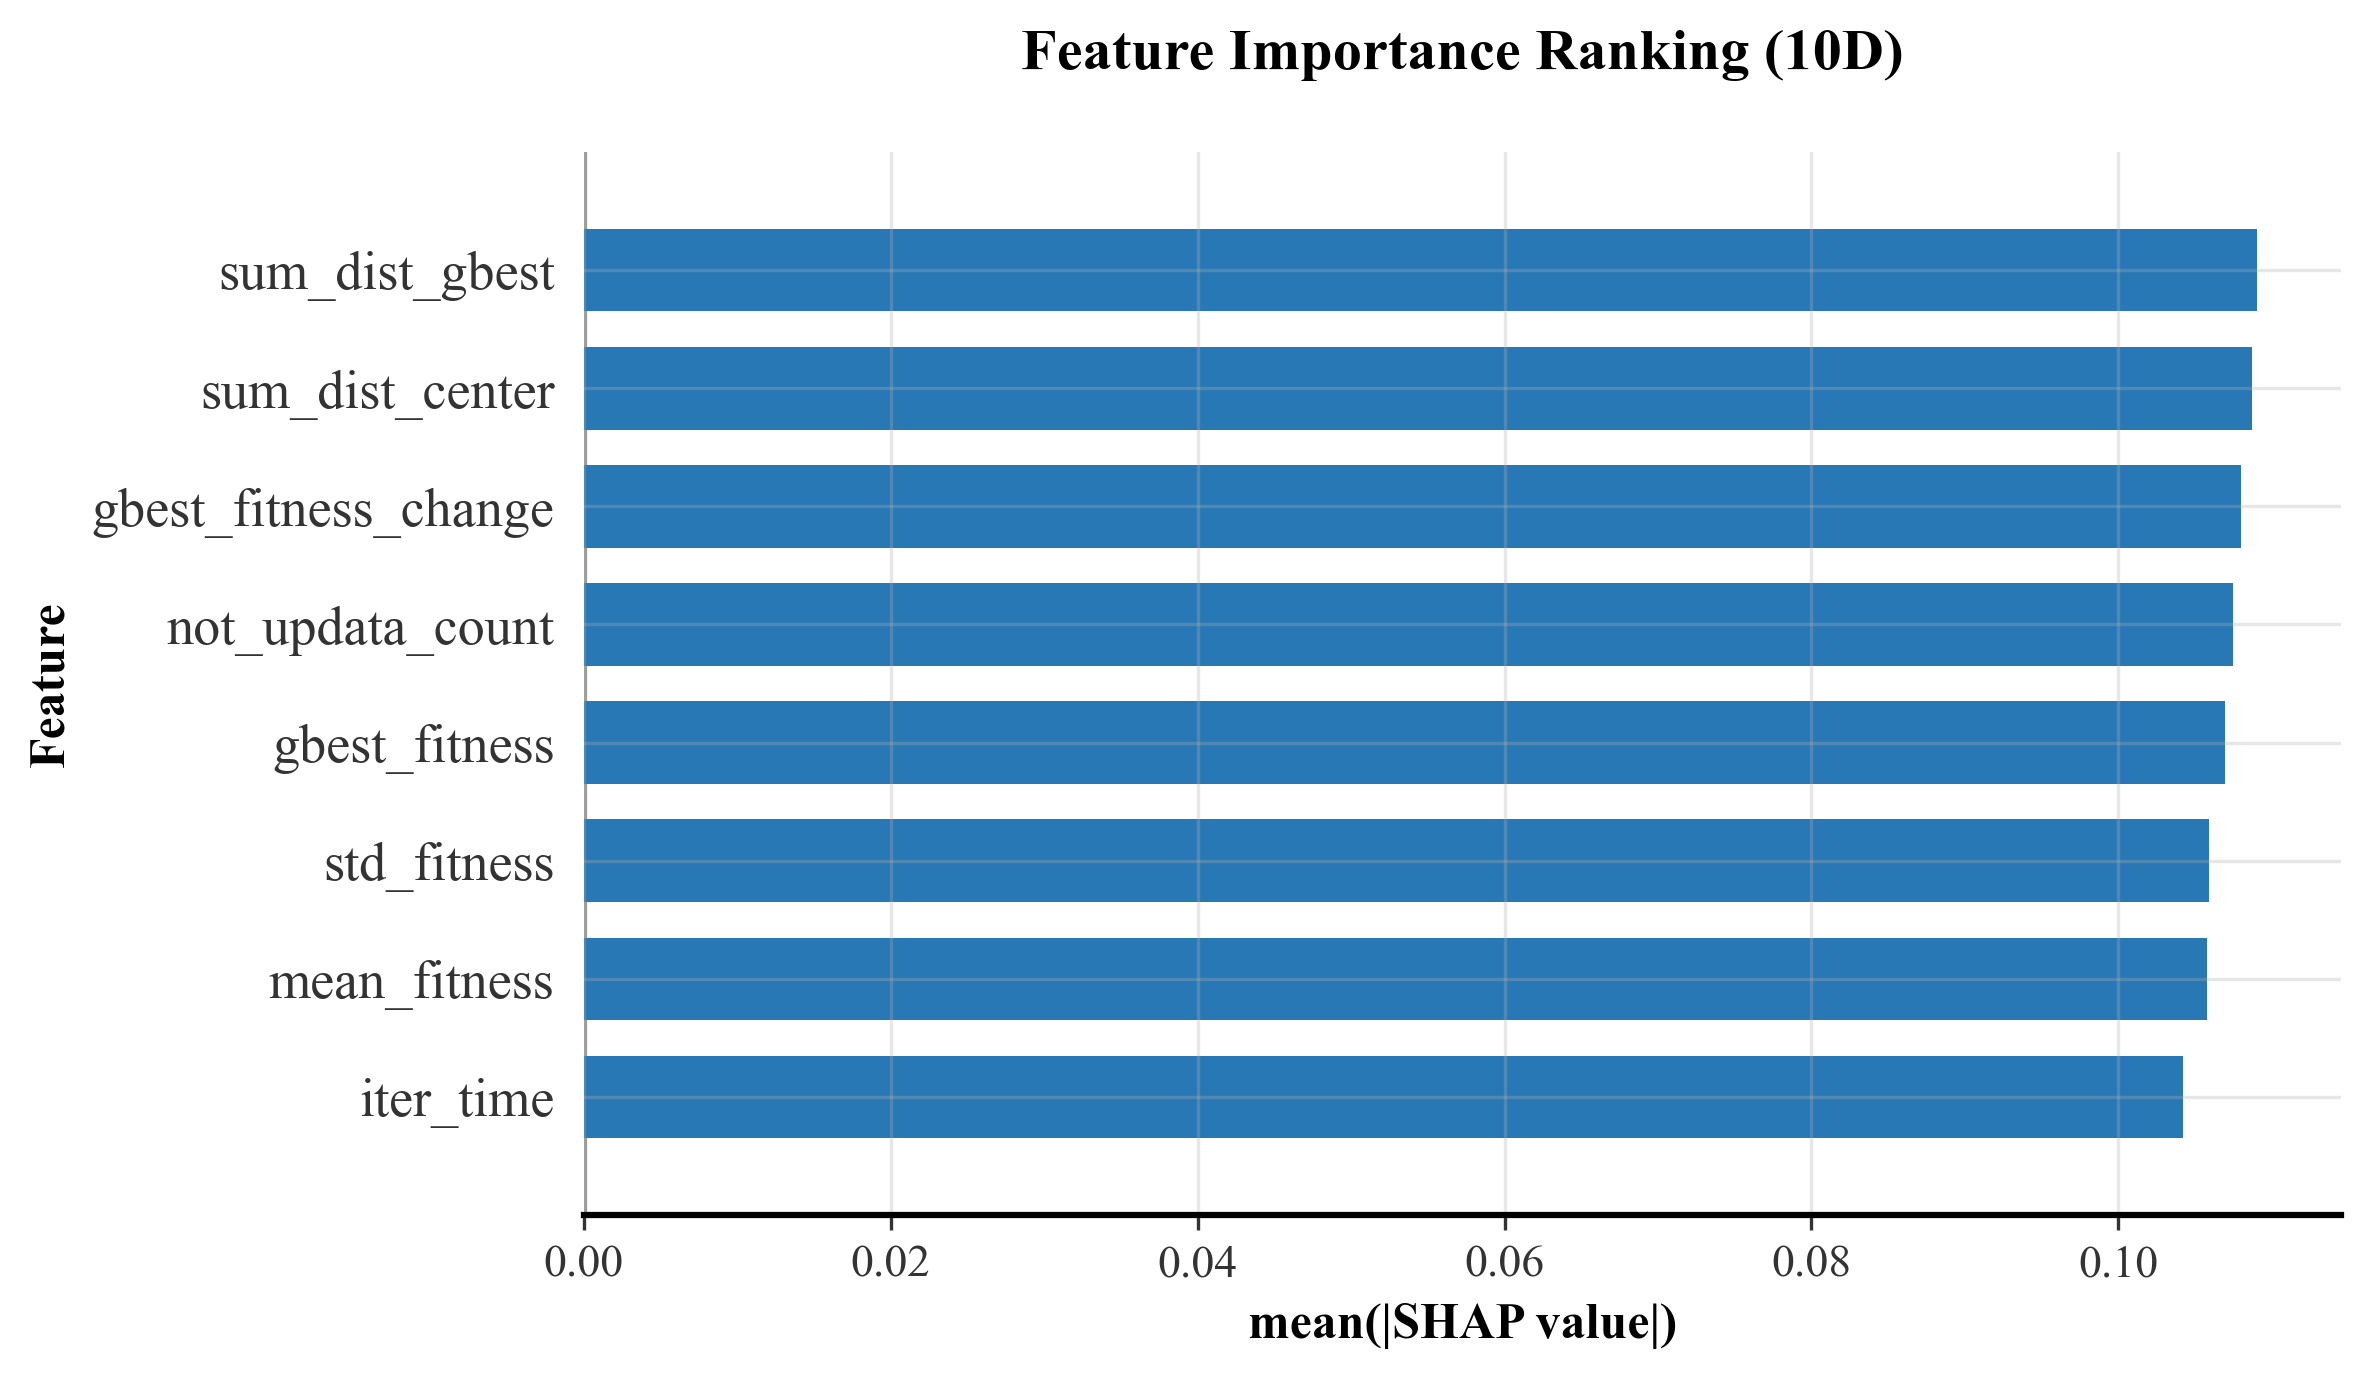 Feature Importance Ranking (10D)
Feature
sum_dist_gbest
sum_dist_center
gbest_fitness_change
not_updata_count
gbest_fitness
std_fitness
mean_fitness
iter_time
0.00 0.02 0.04 0.06 0.08 0.10
mean(|SHAP value|)